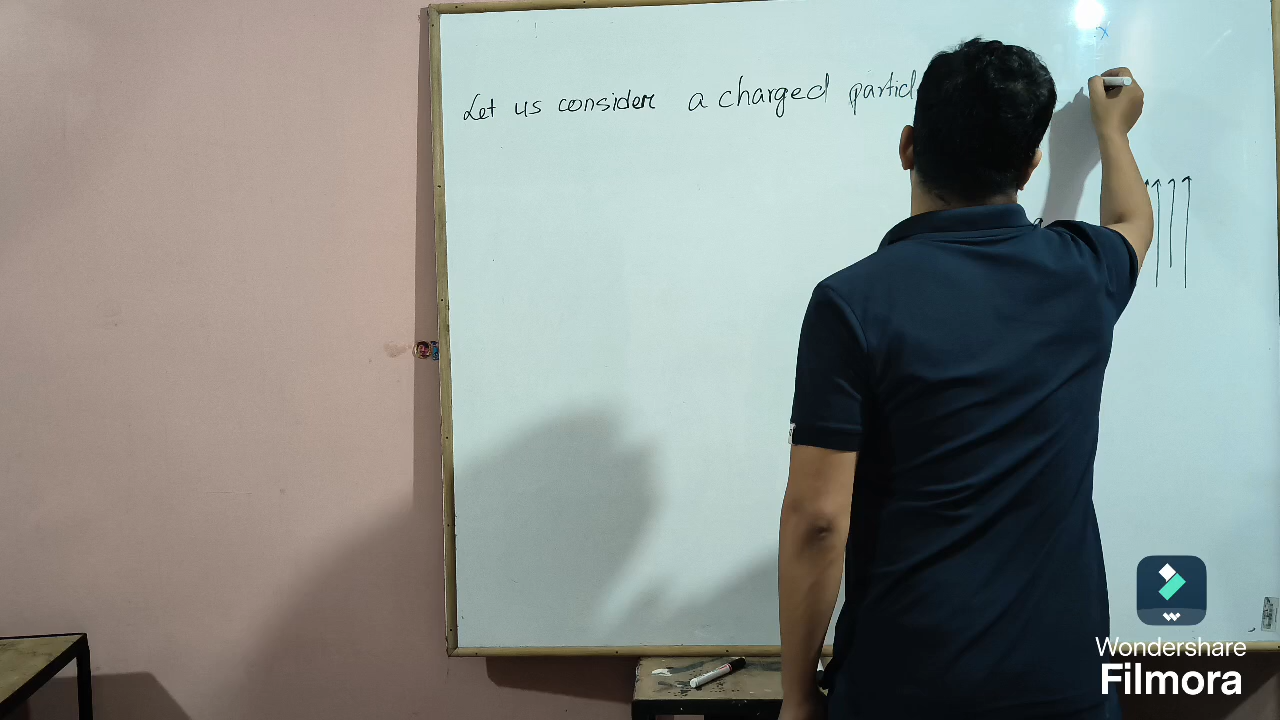 Let us consider a charged particl
x
Wondershare
Filmora